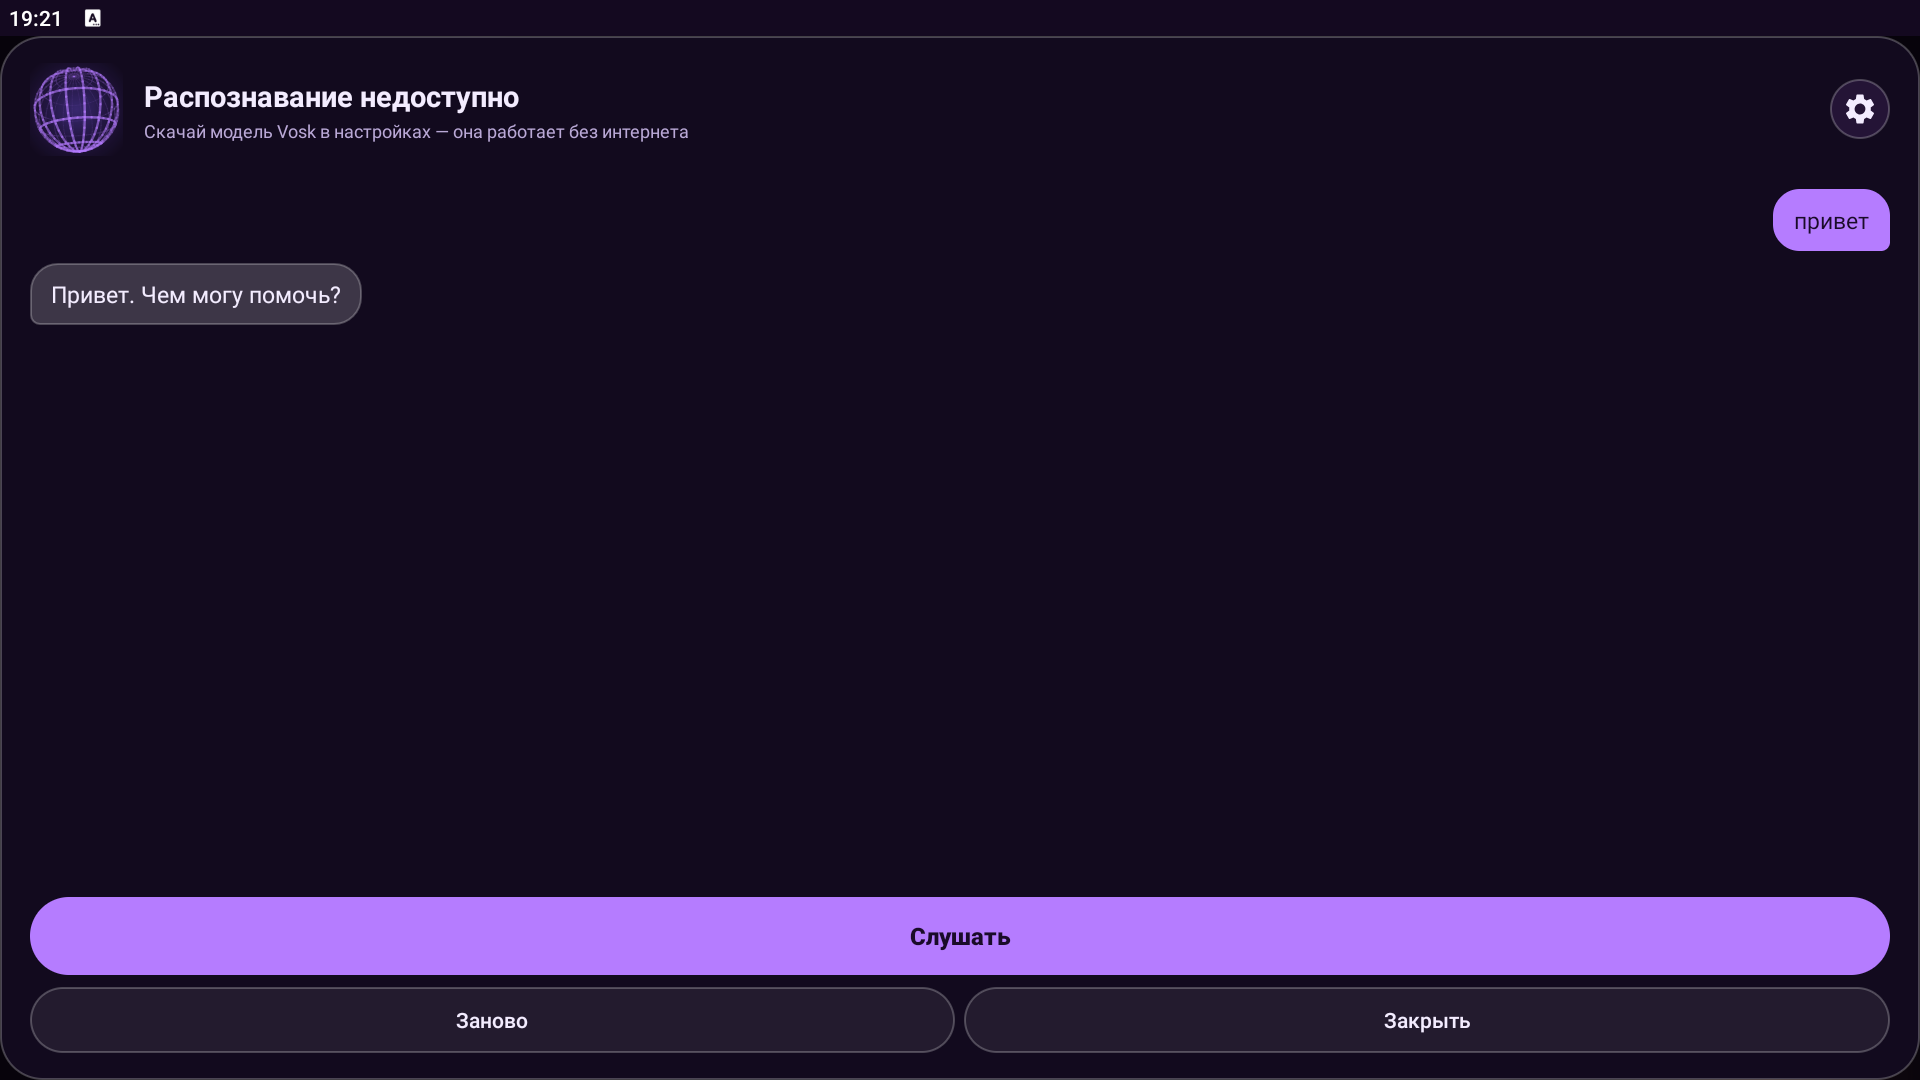 19:21
Распознавание недоступно
Скачай модель Vosk в настройках — она работает без интернета
привет
Привет. Чем могу помочь?
Слушать
Заново
Закрыть